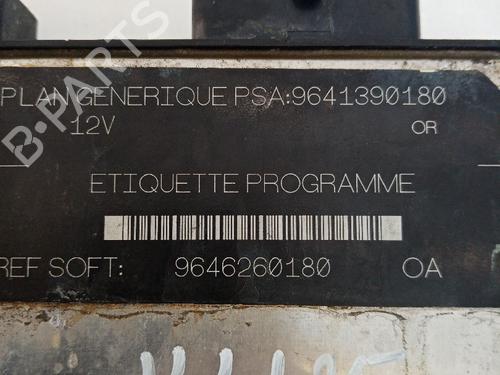 PLAN GENERIQUE PSA:9641390180
12V OR
ETIQUETTE PROGRAMME
REF SOFT: 9646260180 OA
B-PARTS